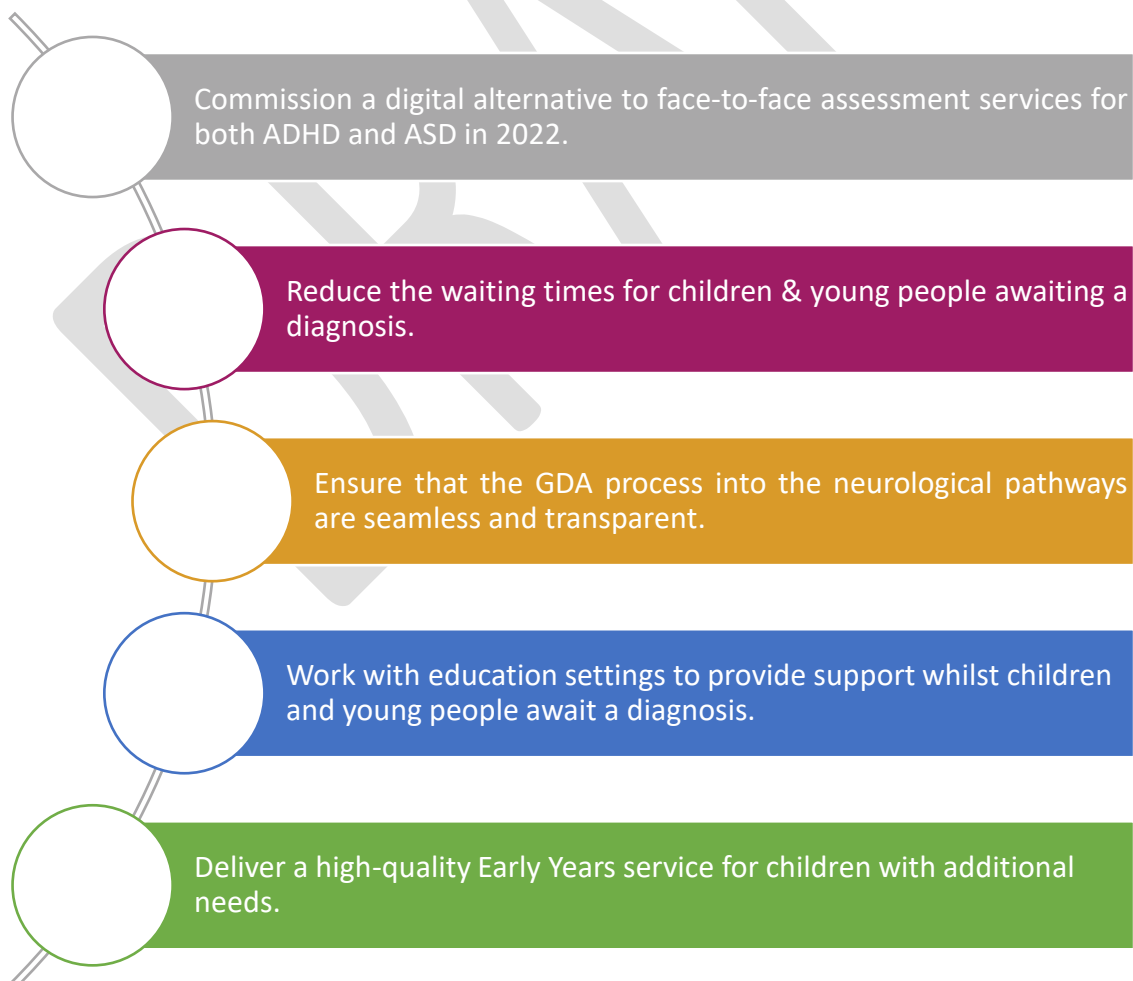 Commission a digital alternative to face-to-face assessment services for
both ADHD and ASD in 2022.
Reduce the waiting times for children & young people awaiting a
diagnosis.
Ensure that the GDA process into the neurological pathways
are seamless and transparent.
Work with education settings to provide support whilst children
and young people await a diagnosis.
Deliver a high-quality Early Years service for children with additional
needs.